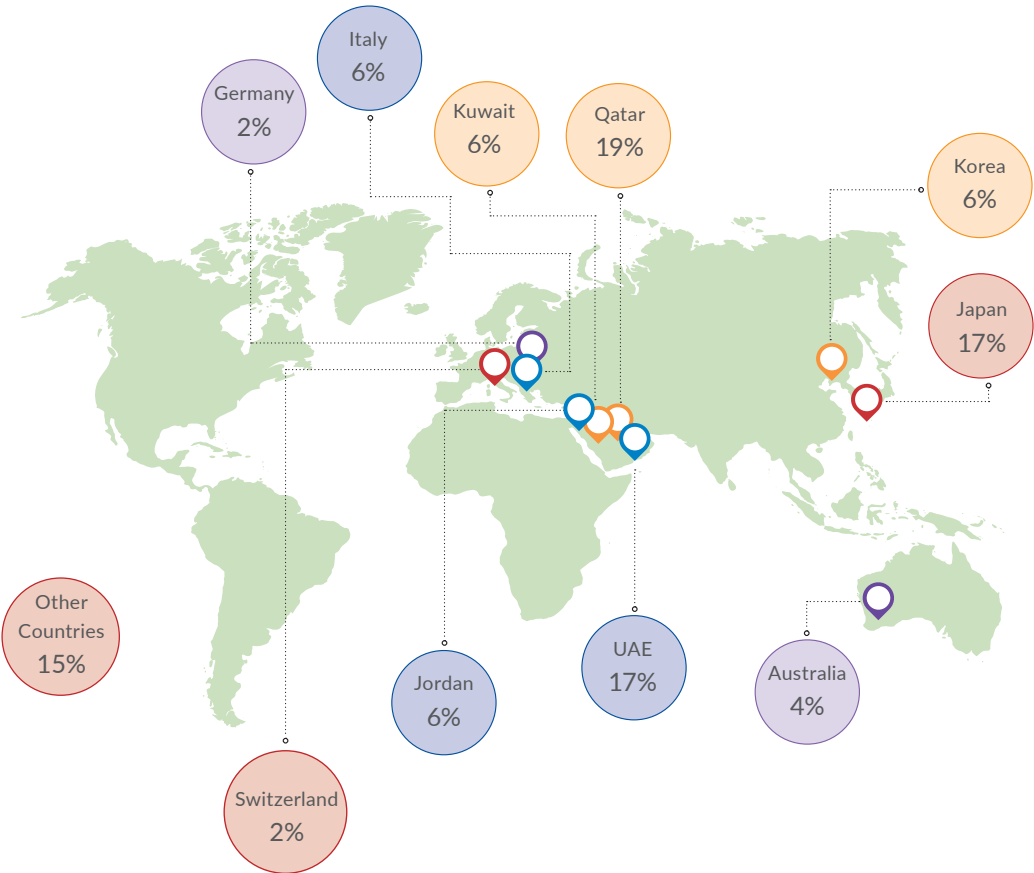 Italy
6%
Germany
2%
Kuwait
6%
Qatar
19%
Korea
6%
Japan
17%
Other
Countries
15%
Jordan
6%
UAE
17%
Australia
4%
Switzerland
2%